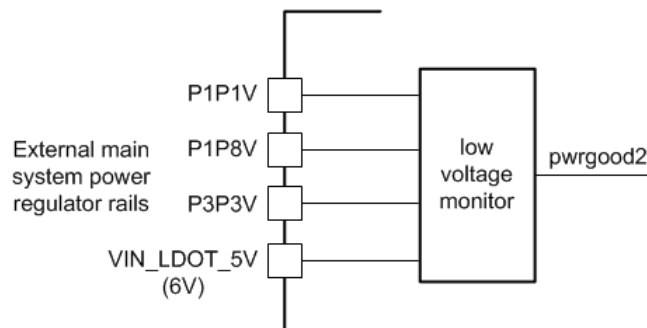 P1P1V
P1P8V
P3P3V
VIN_LDOT_5V
(6V)
External main
system power
regulator rails
low
voltage
monitor
pwrgood2